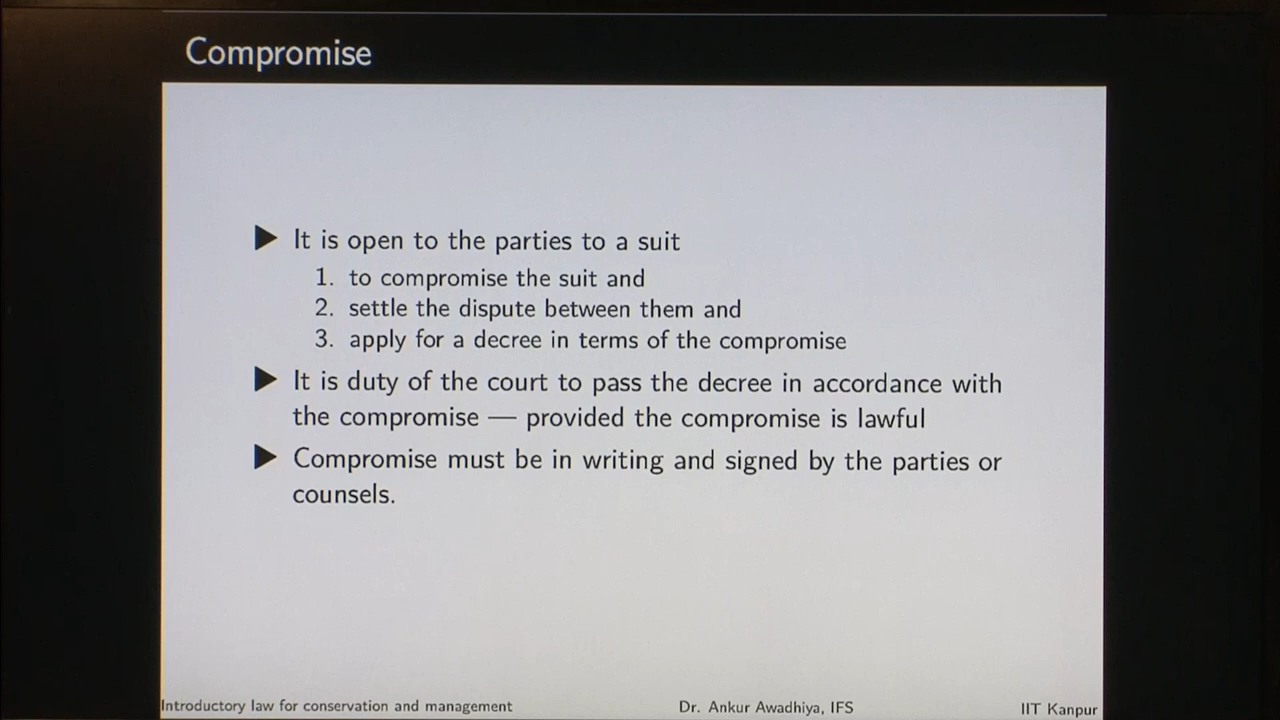 Compromise
▶ It is open to the parties to a suit
1. to compromise the suit and
2. settle the dispute between them and
3. apply for a decree in terms of the compromise
▶ It is duty of the court to pass the decree in accordance with
the compromise — provided the compromise is lawful
▶ Compromise must be in writing and signed by the parties or
counsels.
Introductory law for conservation and management Dr. Ankur Awadhiya, IFS IIT Kanpur